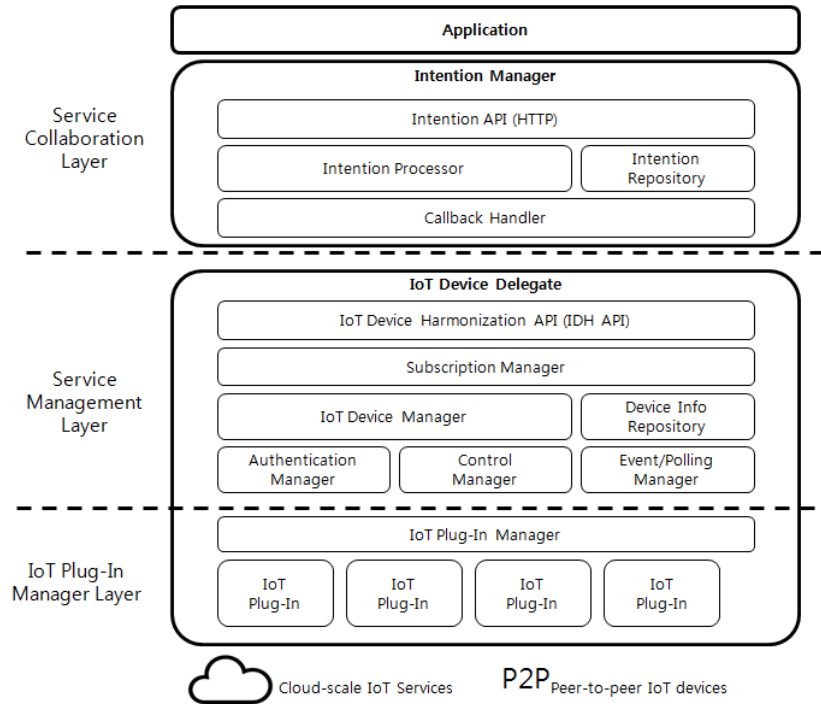 Application
Intention Manager
Service
Collaboration
Layer
Intention API (HTTP)
Intention Processor
Intention
Repository
Callback Handler
IoT Device Delegate
Service
Management
Layer
IoT Device Harmonization API (IDH API)
Subscription Manager
IoT Device Manager
Device Info
Repository
Authentication
Manager
Control
Manager
Event/Polling
Manager
IoT Plug-In
Manager Layer
IoT Plug-In Manager
IoT
Plug-In
IoT
Plug-In
IoT
Plug-In
IoT
Plug-In
Cloud-scale IoT Services
P2P Peer-to-peer IoT devices